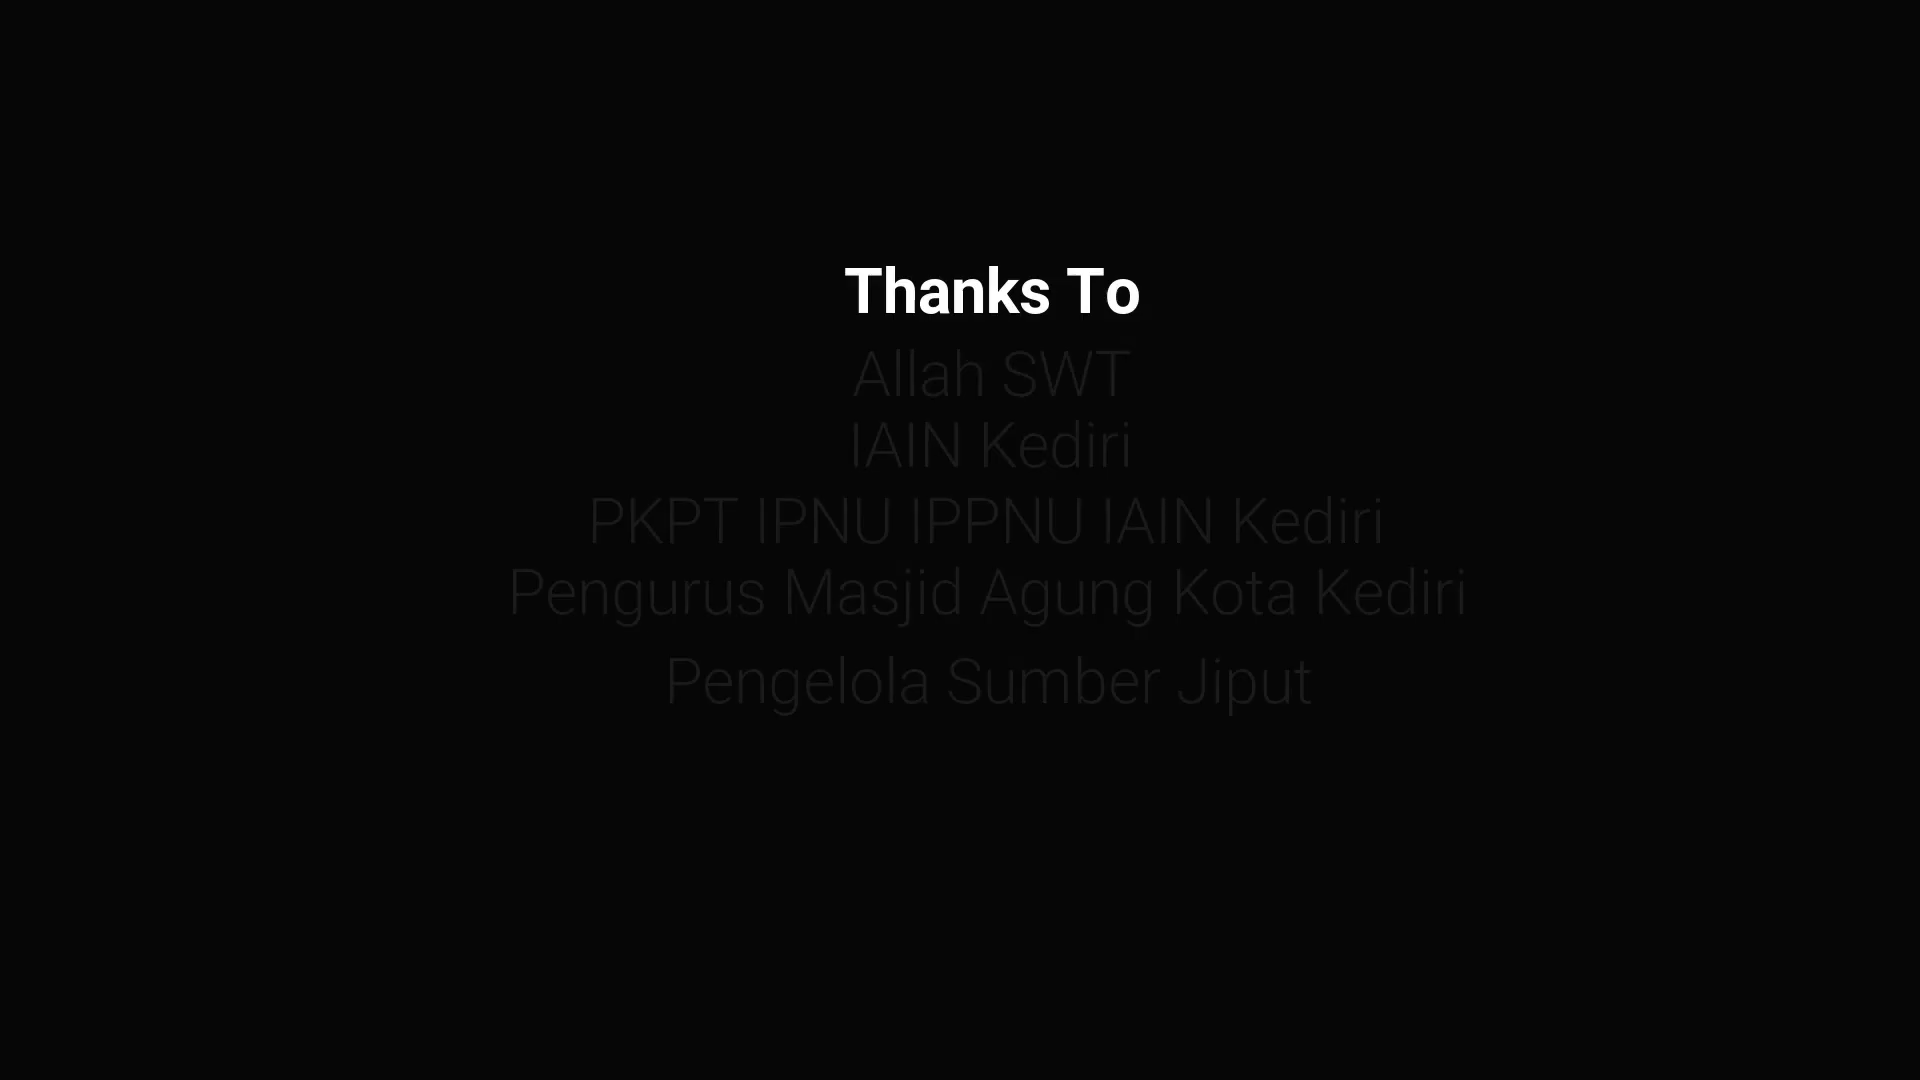 Thanks To
Allah SWT
IAIN Kediri
PKPT IPNU IPPNU IAIN Kediri
Pengurus Masjid Agung Kota Kediri
Pengelola Sumber Jiput